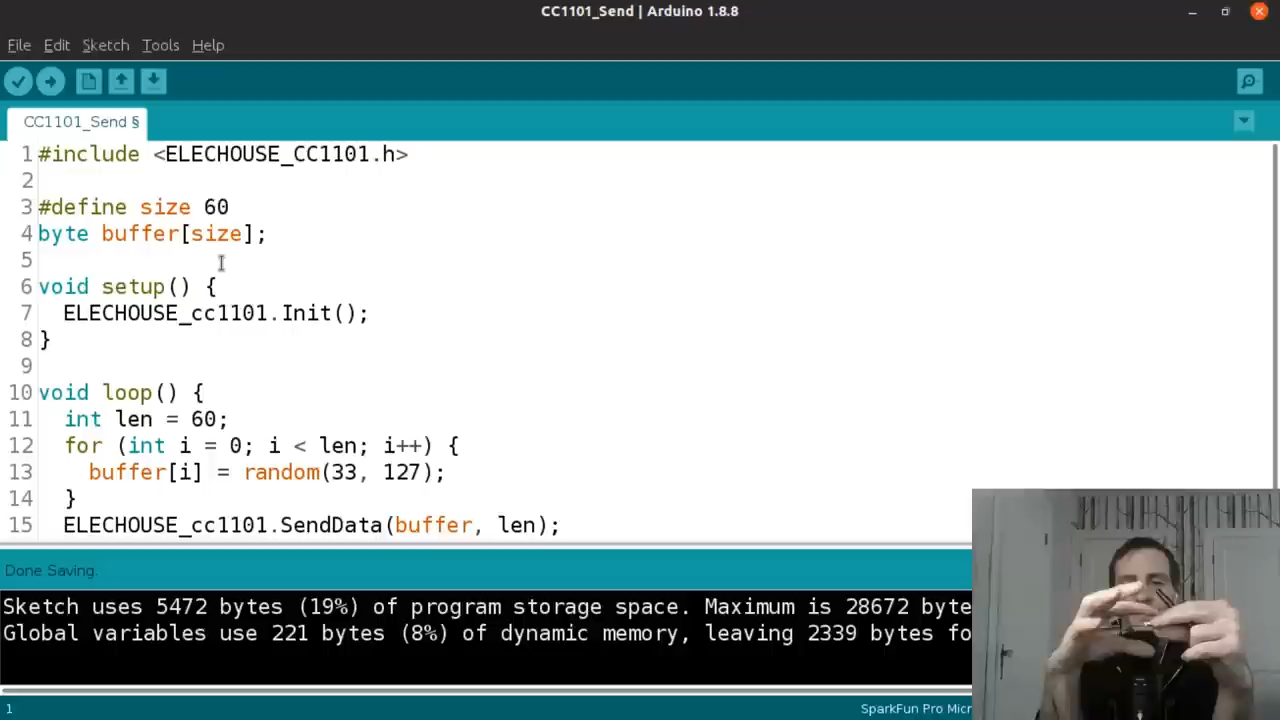 CC1101_Send | Arduino 1.8.8
File Edit Sketch Tools Help
CC1101_Send §
1 #include <ELECHOUSE_CC1101.h>
2
3 #define size 60
4 byte buffer[size];
5
6 void setup() {
7 ELECHOUSE_cc1101.Init();
8 }
9
10 void loop() {
11 int len = 60;
12 for (int i = 0; i < len; i++) {
13 buffer[i] = random(33, 127);
14 }
15 ELECHOUSE_cc1101.SendData(buffer, len);
Done Saving.
Sketch uses 5472 bytes (19%) of program storage space. Maximum is 28672 byte
Global variables use 221 bytes (8%) of dynamic memory, leaving 2339 bytes fo
1 SparkFun Pro Micr